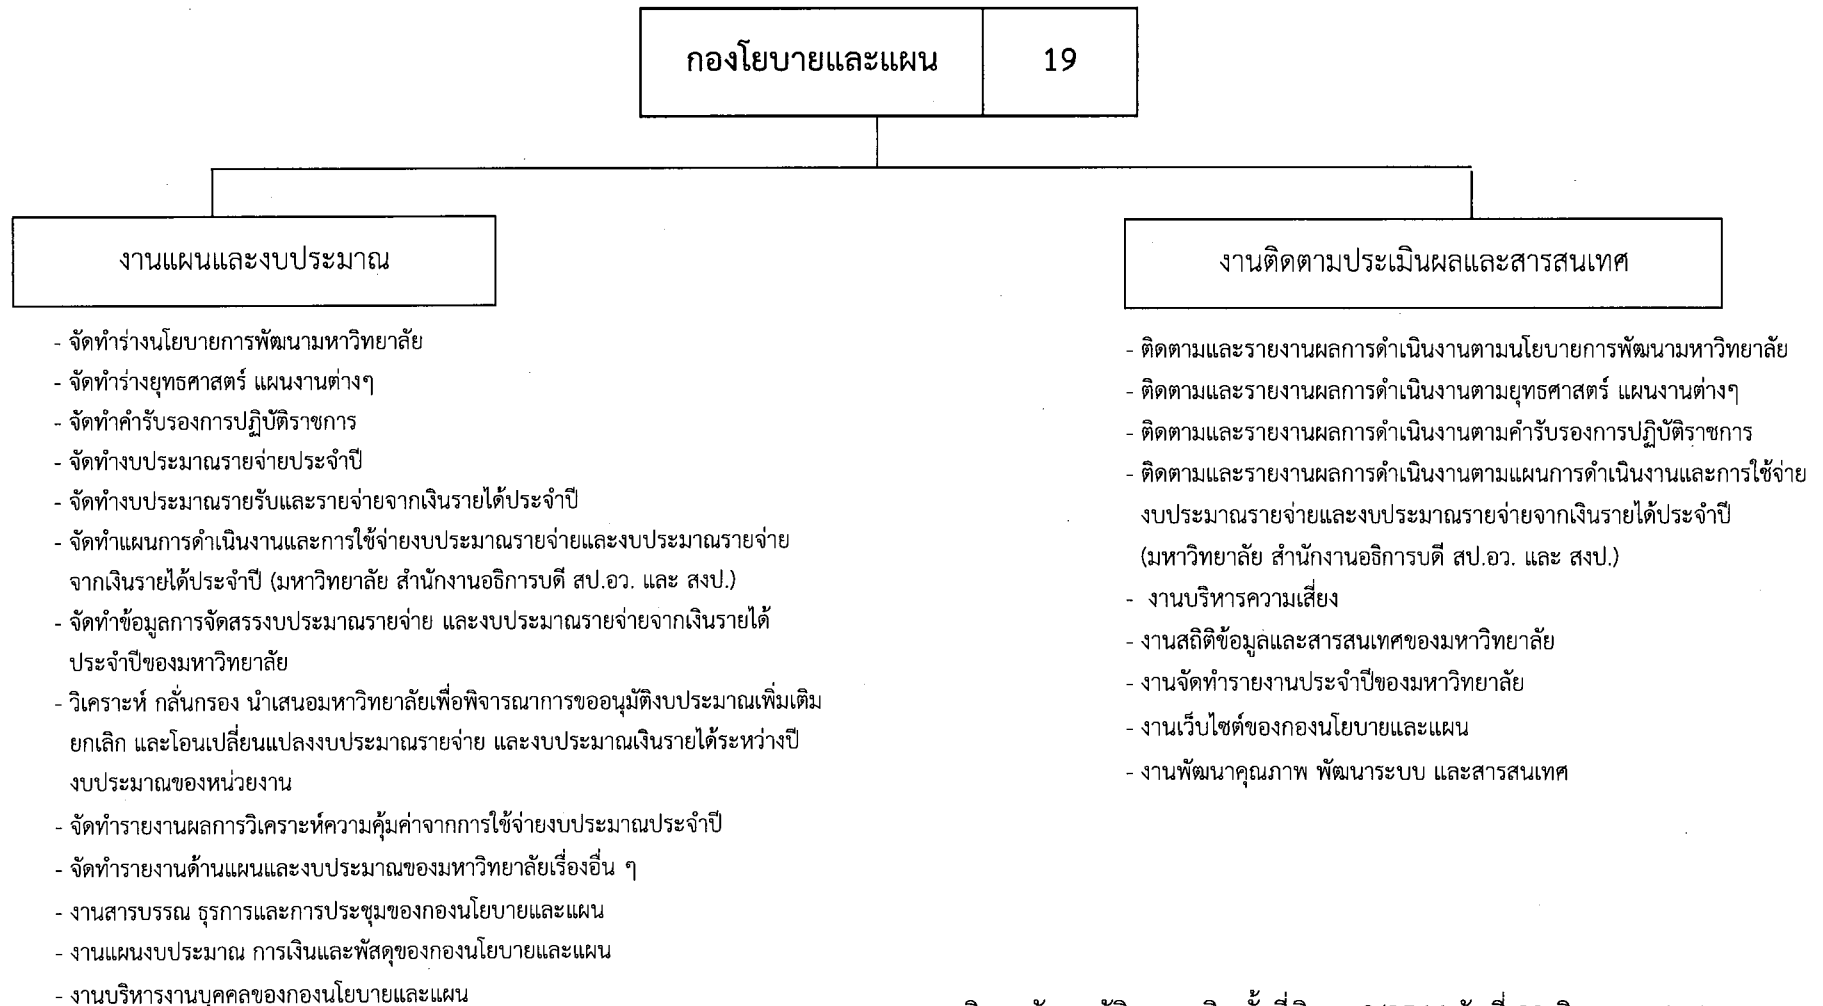 กองโยบายและแผน 19
งานแผนและงบประมาณ
- จัดทำร่างนโยบายการพัฒนามหาวิทยาลัย
- จัดทำร่างยุทธศาสตร์ แผนงานต่างๆ
- จัดทำคำรับรองการปฏิบัติราชการ
- จัดทำงบประมาณรายจ่ายประจำปี
- จัดทำงบประมาณรายรับและรายจ่ายจากเงินรายได้ประจำปี
- จัดทำแผนการดำเนินงานและการใช้จ่ายงบประมาณรายจ่ายและงบประมาณรายจ่าย
จากเงินรายได้ประจำปี (มหาวิทยาลัย สำนักงานอธิการบดี สป.อว. และ สงป.)
- จัดทำข้อมูลการจัดสรรงบประมาณรายจ่าย และงบประมาณรายจ่ายจากเงินรายได้
ประจำปีของมหาวิทยาลัย
- วิเคราะห์ กลั่นกรอง นำเสนอมหาวิทยาลัยเพื่อพิจารณาการขออนุมัติงบประมาณเพิ่มเติม
ยกเลิก และโอนเปลี่ยนแปลงงบประมาณรายจ่าย และงบประมาณเงินรายได้ระหว่างปี
งบประมาณของหน่วยงาน
- จัดทำรายงานผลการวิเคราะห์ความคุ้มค่าจากการใช้จ่ายงบประมาณประจำปี
- จัดทำรายงานด้านแผนและงบประมาณของมหาวิทยาลัยเรื่องอื่น ๆ
- งานสารบรรณ ธุรการและการประชุมของกองนโยบายและแผน
- งานแผนงบประมาณ การเงินและพัสดุของกองนโยบายและแผน
- งานบริหารงานบุคคลของกองนโยบายและแผน
งานติดตามประเมินผลและสารสนเทศ
- ติดตามและรายงานผลการดำเนินงานตามนโยบายการพัฒนามหาวิทยาลัย
- ติดตามและรายงานผลการดำเนินงานตามยุทธศาสตร์ แผนงานต่างๆ
- ติดตามและรายงานผลการดำเนินงานตามคำรับรองการปฏิบัติราชการ
- ติดตามและรายงานผลการดำเนินงานตามแผนการดำเนินงานและการใช้จ่าย
งบประมาณรายจ่ายและงบประมาณรายจ่ายจากเงินรายได้ประจำปี
(มหาวิทยาลัย สำนักงานอธิการบดี สป.อว. และ สงป.)
- งานบริหารความเสี่ยง
- งานสถิติข้อมูลและสารสนเทศของมหาวิทยาลัย
- งานจัดทำรายงานประจำปีของมหาวิทยาลัย
- งานเว็บไซต์ของกองนโยบายและแผน
- งานพัฒนาคุณภาพ พัฒนาระบบ และสารสนเทศ